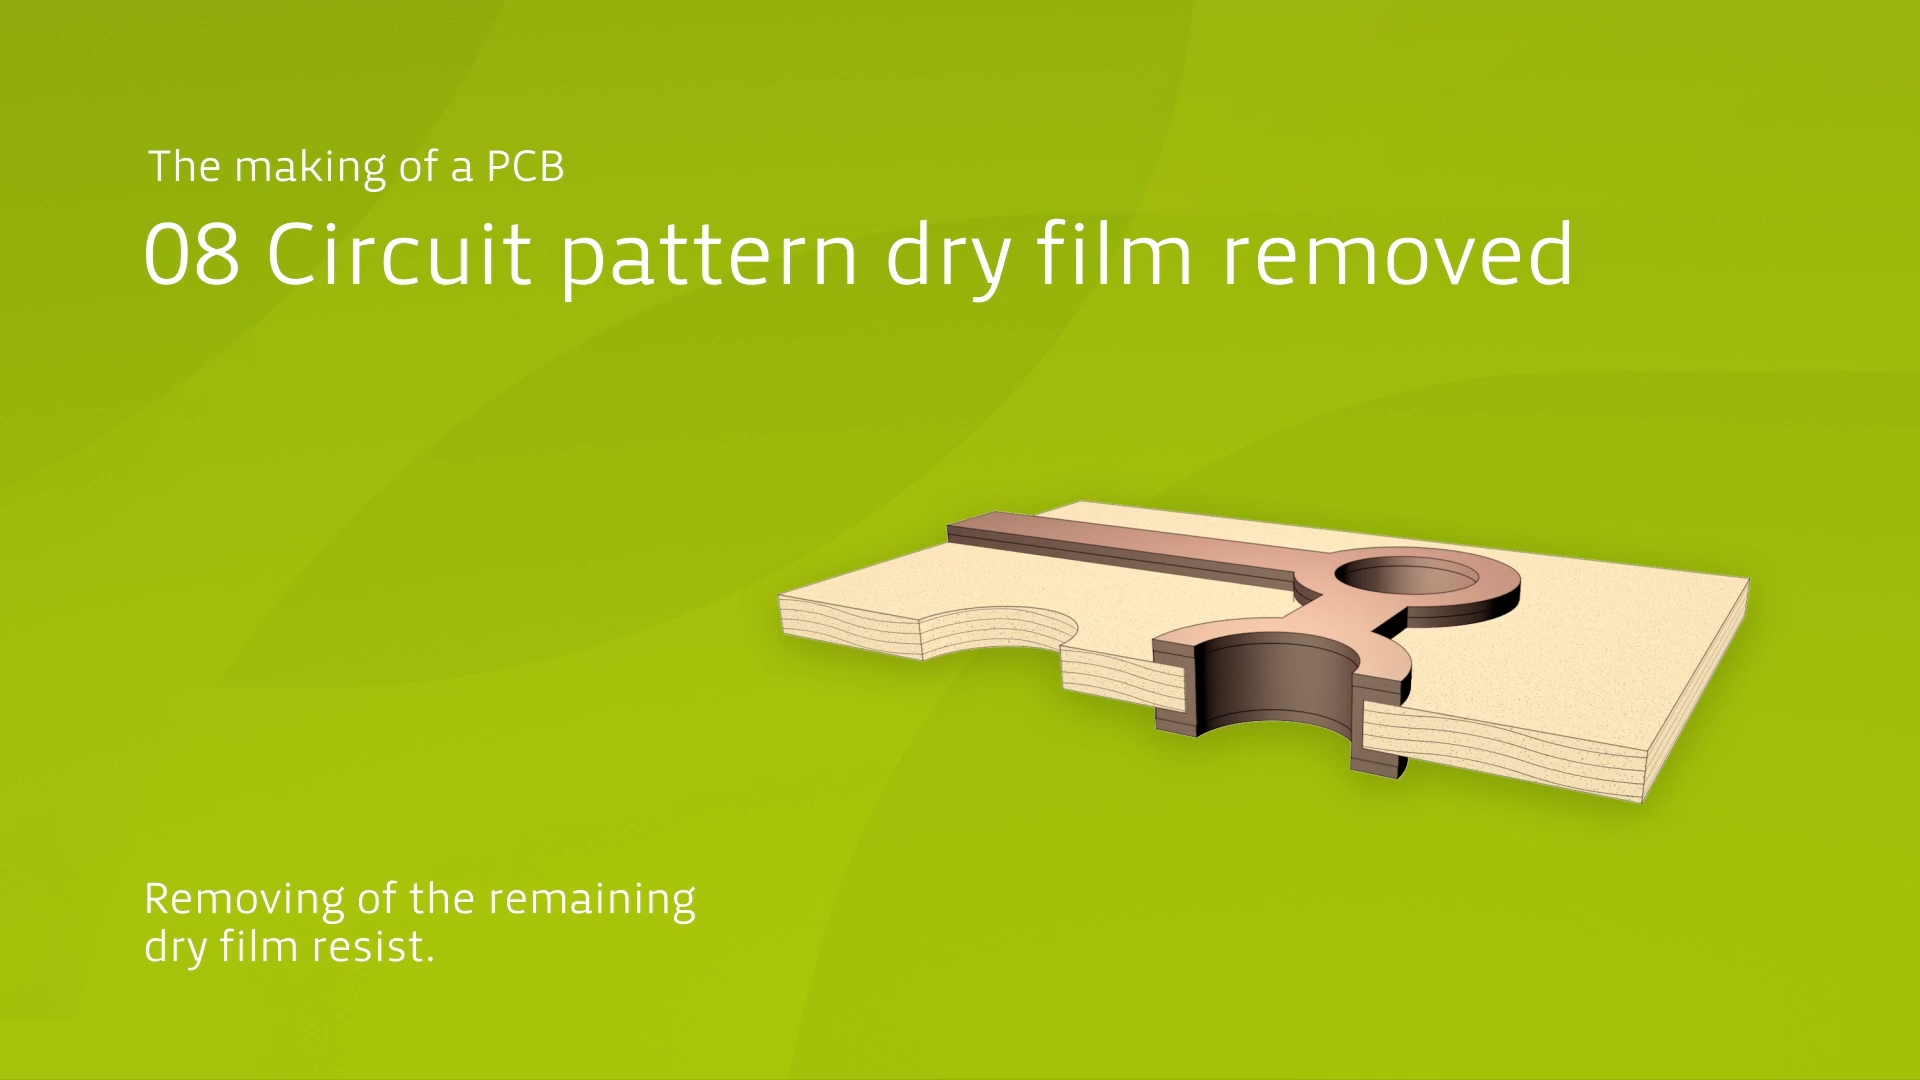 The making of a PCB
08 Circuit pattern dry film removed
Removing of the remaining
dry film resist.